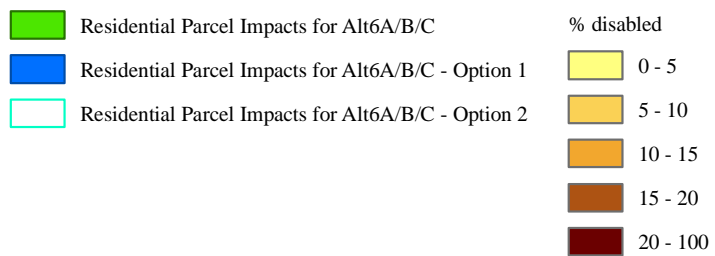 Residential Parcel Impacts for Alt6A/B/C
Residential Parcel Impacts for Alt6A/B/C - Option 1
Residential Parcel Impacts for Alt6A/B/C - Option 2
% disabled
0 - 5
5 - 10
10 - 15
15 - 20
20 - 100